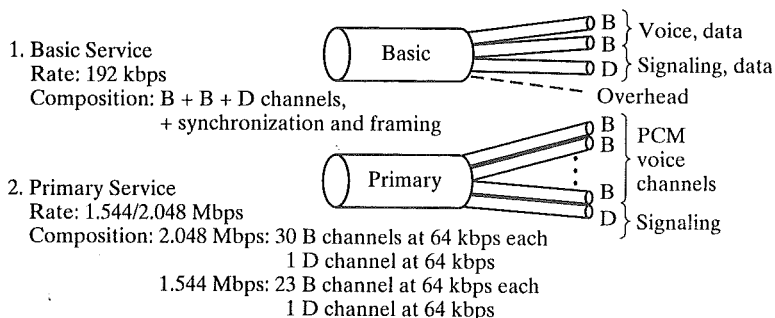 1. Basic Service
Rate: 192 kbps
Composition: B + B + D channels,
+ synchronization and framing
Basic
B
B
D
Voice, data
Signaling, data
Overhead
2. Primary Service
Rate: 1.544/2.048 Mbps
Composition: 2.048 Mbps: 30 B channels at 64 kbps each
1 D channel at 64 kbps
1.544 Mbps: 23 B channel at 64 kbps each
1 D channel at 64 kbps
Primary
B
B
B
D
PCM
voice
channels
Signaling